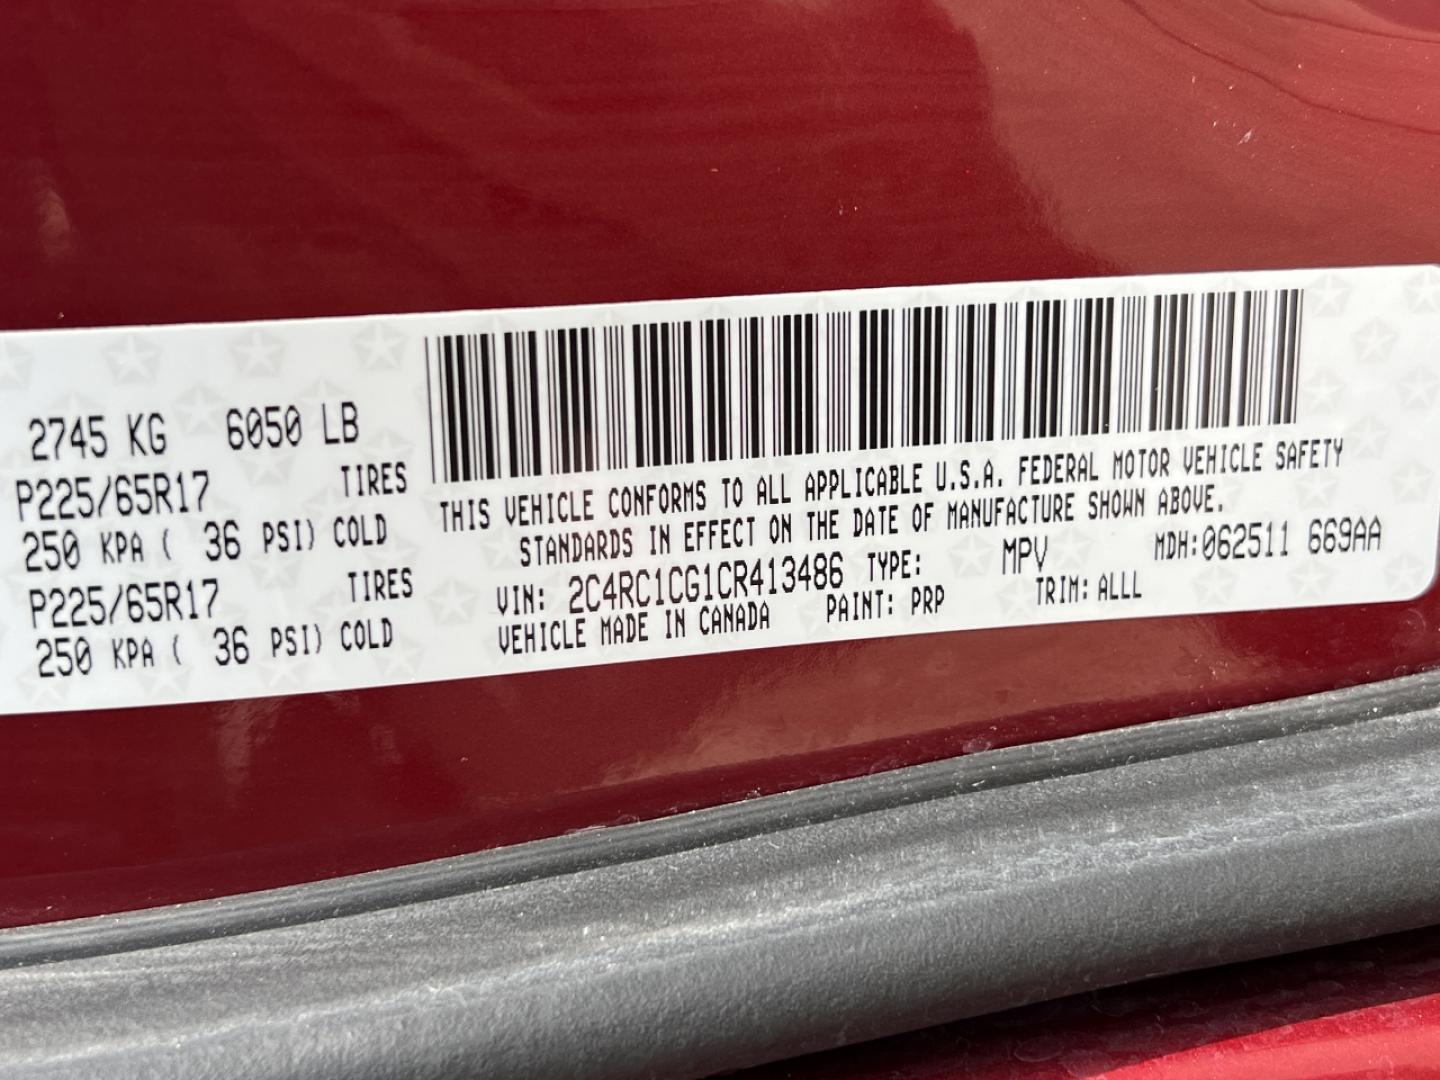 2745 KG 6050 LB
P225/65R17 TIRES
250 KPA ( 36 PSI) COLD
P225/65R17 TIRES
250 KPA ( 36 PSI) COLD
THIS VEHICLE CONFORMS TO ALL APPLICABLE U.S.A. FEDERAL MOTOR VEHICLE SAFETY
STANDARDS IN EFFECT ON THE DATE OF MANUFACTURE SHOWN ABOVE.
VIN: 2C4RC1CG1CR413486 TYPE: MPV MDH:062511 669AA
VEHICLE MADE IN CANADA PAINT: PRP TRIM: ALLL